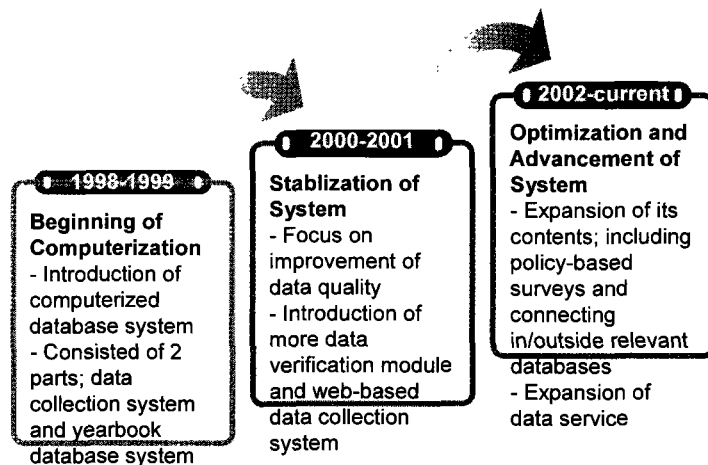 1998-1999
Beginning of
Computerization
- Introduction of
computerized
database system
- Consisted of 2
parts; data
collection system
and yearbook
database system
2000-2001
Stablization of
System
- Focus on
improvement of
data quality
- Introduction of
more data
verification module
and web-based
data collection
system
2002-current
Optimization and
Advancement of
System
- Expansion of its
contents; including
policy-based
surveys and
connecting
in/outside relevant
databases
- Expansion of
data service